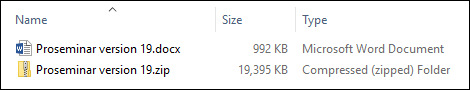 Name Size Type
Proseminar version 19.docx 992 KB Microsoft Word Document
Proseminar version 19.zip 19,395 KB Compressed (zipped) Folder